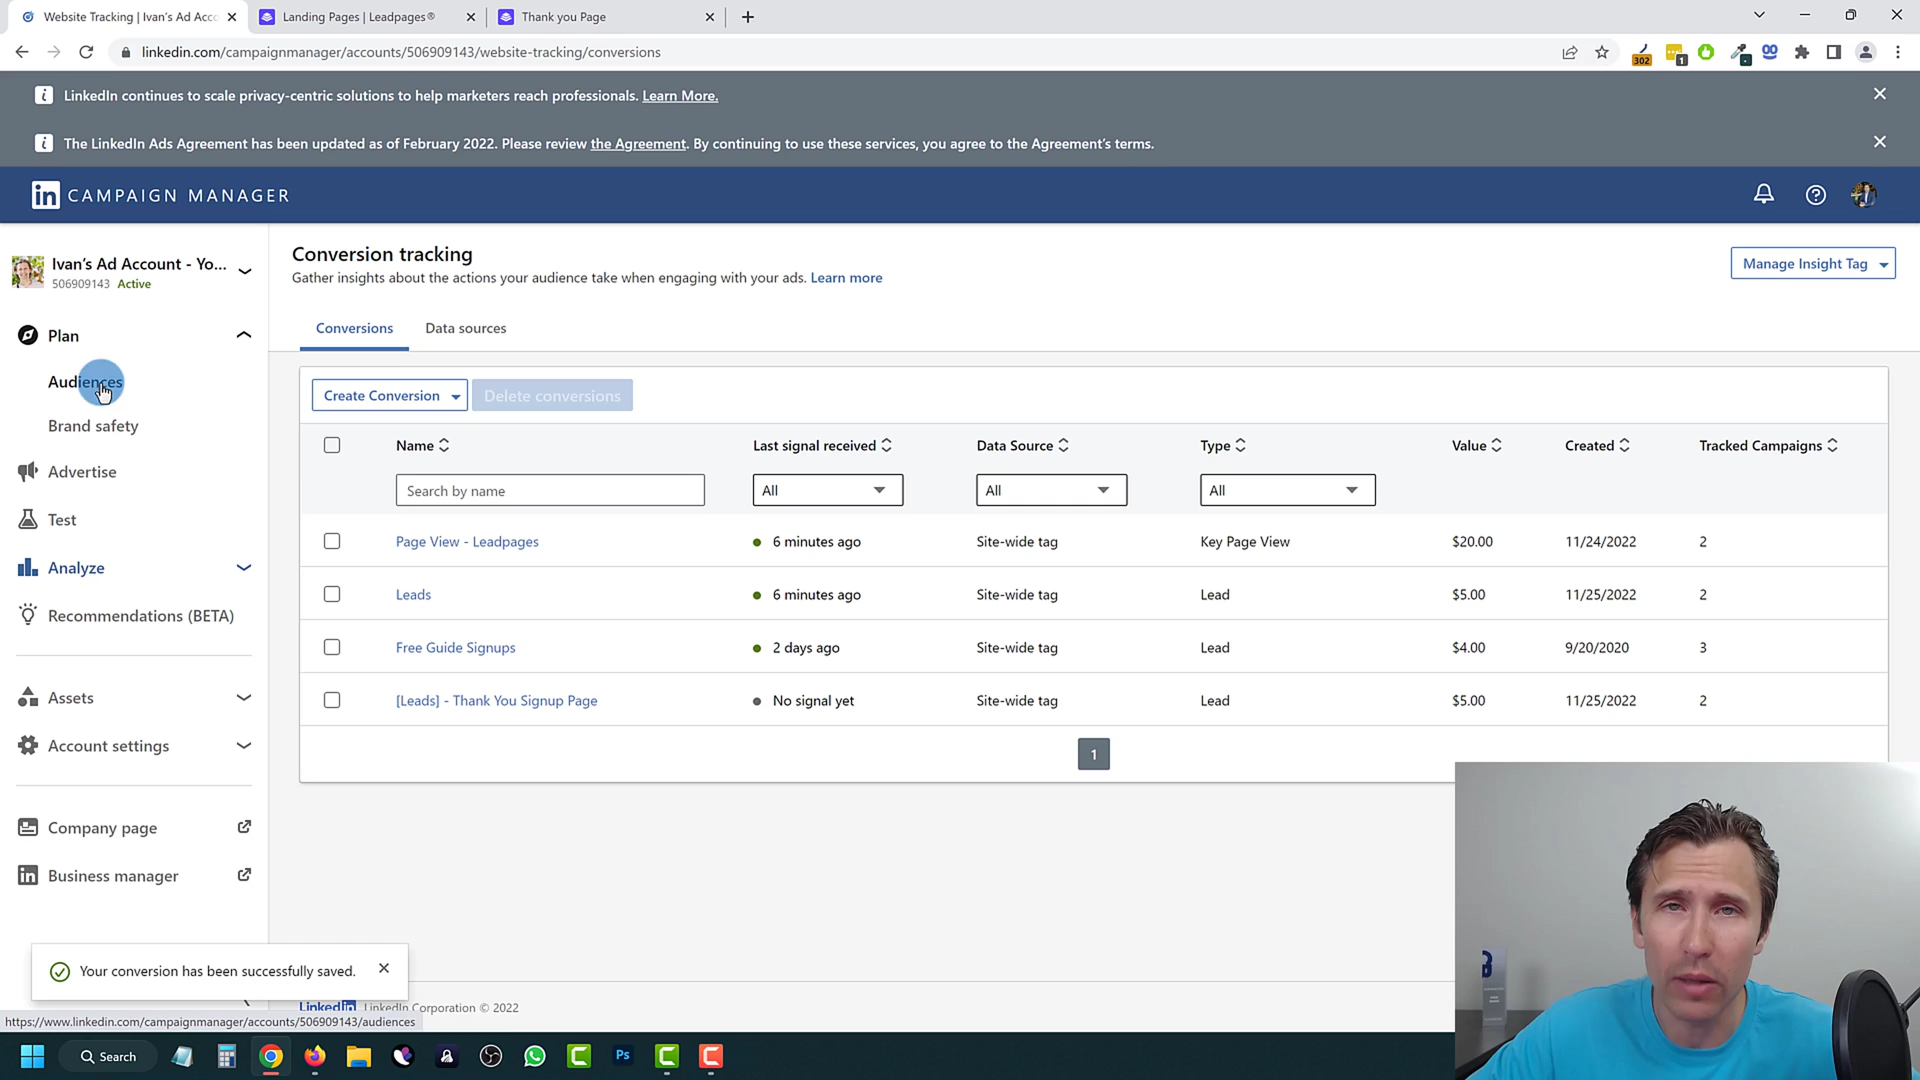 Website Tracking | Ivan's Ad Acco
Landing Pages | Leadpages®
Thank you Page
linkedin.com/campaignmanager/accounts/506909143/website-tracking/conversions
302
1
LinkedIn continues to scale privacy-centric solutions to help marketers reach professionals. Learn More.
The LinkedIn Ads Agreement has been updated as of February 2022. Please review the Agreement. By continuing to use these services, you agree to the Agreement's terms.
in CAMPAIGN MANAGER
Ivan's Ad Account - Yo...
506909143 Active
Plan
Audiences
Brand safety
Advertise
Test
Analyze
Recommendations (BETA)
Assets
Account settings
Company page
Business manager
Conversion tracking
Gather insights about the actions your audience take when engaging with your ads. Learn more
Manage Insight Tag
Conversions
Data sources
Create Conversion
Delete conversions
Name
Last signal received
Data Source
Type
Value
Created
Tracked Campaigns
Search by name
All
All
All
Page View - Leadpages 6 minutes ago Site-wide tag Key Page View $20.00 11/24/2022 2
Leads 6 minutes ago Site-wide tag Lead $5.00 11/25/2022 2
Free Guide Signups 2 days ago Site-wide tag Lead $4.00 9/20/2020 3
[Leads] - Thank You Signup Page No signal yet Site-wide tag Lead $5.00 11/25/2022 2
1
Your conversion has been successfully saved.
LinkedIn LinkedIn Corporation © 2022
https://www.linkedin.com/campaignmanager/accounts/506909143/audiences
Search
Ps